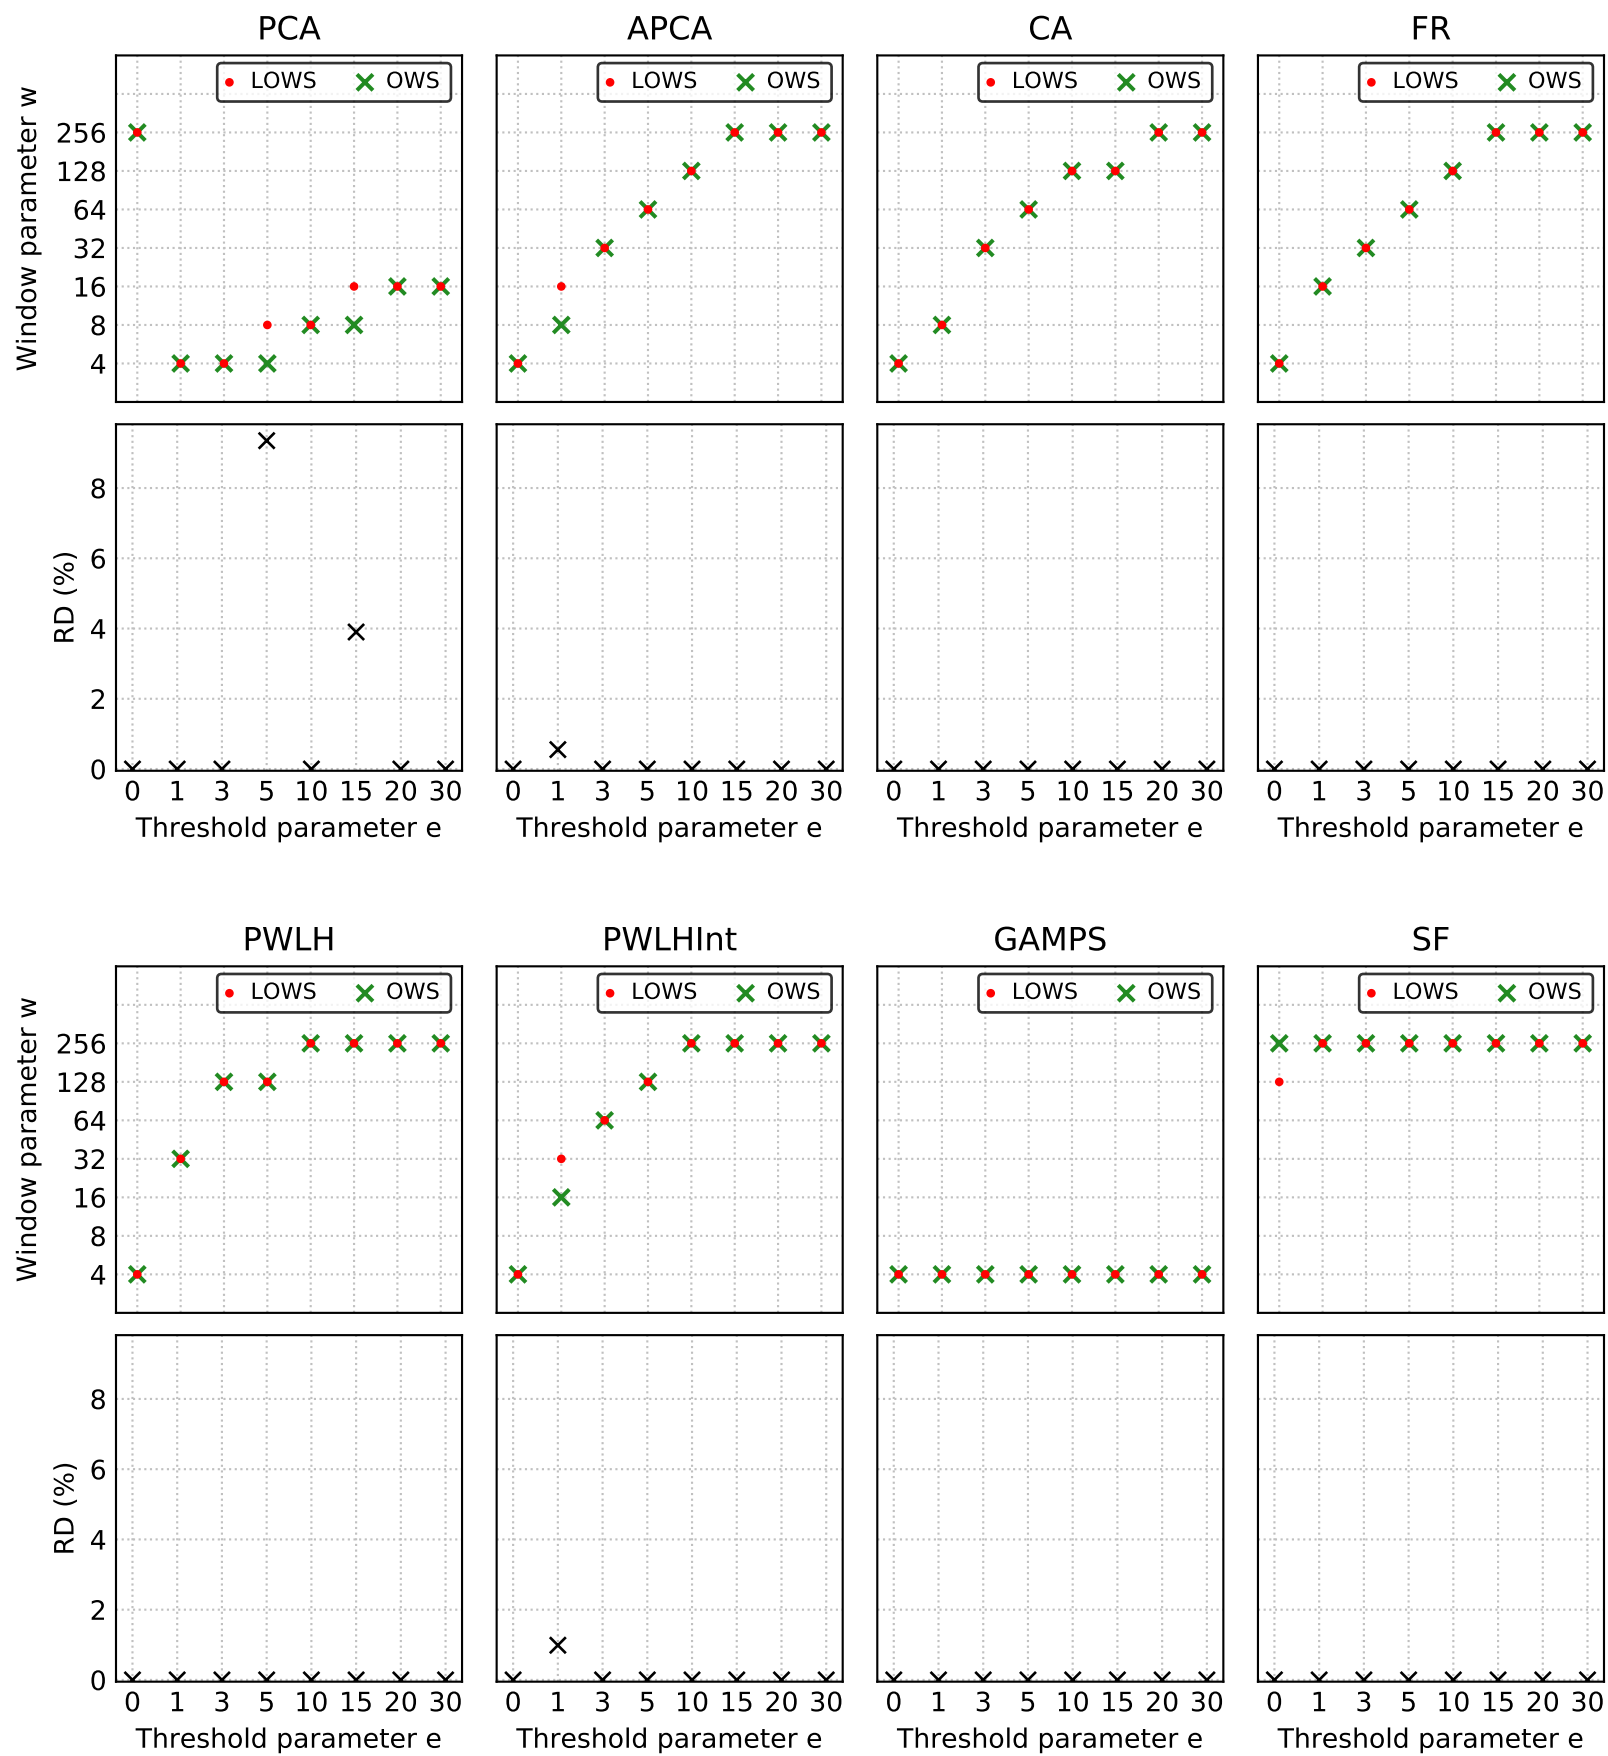 PCA APCA CA FR
LOWS OWS LOWS OWS LOWS OWS LOWS OWS
Window parameter w
256
128
64
32
16
8
4
RD (%)
8
6
4
2
0
0 1 3 5 10 15 20 30 0 1 3 5 10 15 20 30 0 1 3 5 10 15 20 30 0 1 3 5 10 15 20 30
Threshold parameter e Threshold parameter e Threshold parameter e Threshold parameter e
PWLH PWLHInt GAMPS SF
LOWS OWS LOWS OWS LOWS OWS LOWS OWS
Window parameter w
256
128
64
32
16
8
4
RD (%)
8
6
4
2
0
0 1 3 5 10 15 20 30 0 1 3 5 10 15 20 30 0 1 3 5 10 15 20 30 0 1 3 5 10 15 20 30
Threshold parameter e Threshold parameter e Threshold parameter e Threshold parameter e